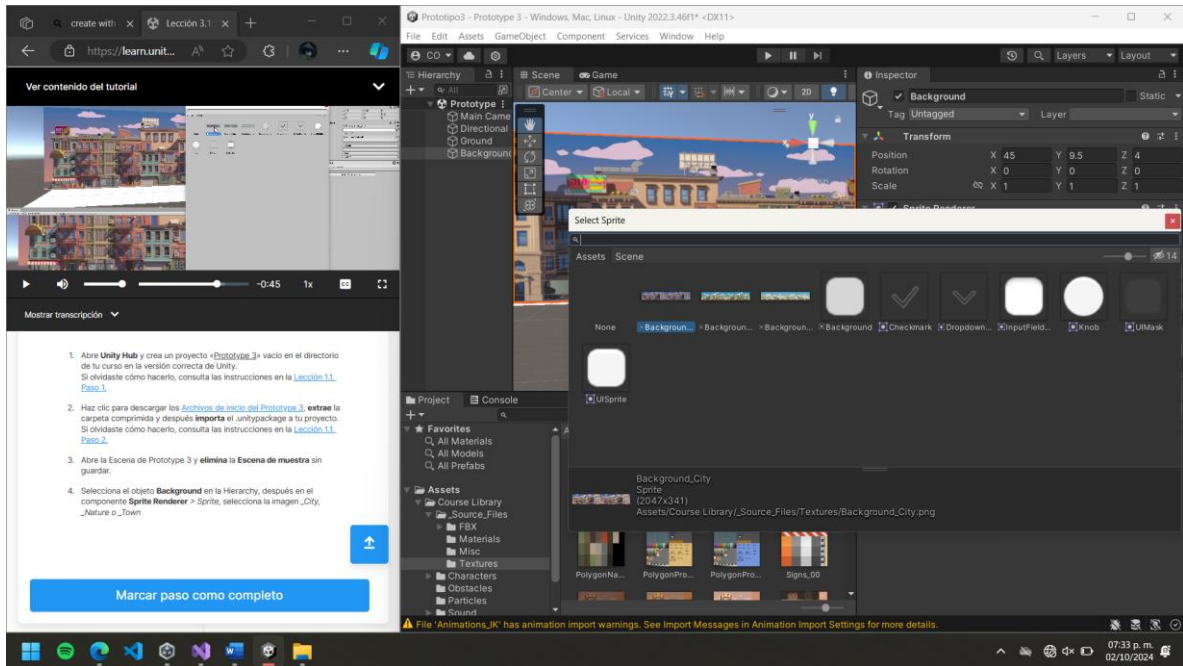 create with
Lección 3.1:
https://learn.unit...
Ver contenido del tutorial
-0:45
1x
CC
Mostrar transcripción
1. Abre Unity Hub y crea un proyecto «Prototype 3» vacío en el directorio
de tu curso en la versión correcta de Unity.
Si olvidaste cómo hacerlo, consulta las instrucciones en la Lección 1.1.
Paso 1.
2. Haz clic para descargar los Archivos de inicio del Prototype 3, extrae la
carpeta comprimida y después importa el .unitypackage a tu proyecto.
Si olvidaste cómo hacerlo, consulta las instrucciones en la Lección 1.1.
Paso 2.
3. Abre la Escena de Prototype 3 y elimina la Escena de muestra sin
guardar.
4. Selecciona el objeto Background en la Hierarchy, después en el
componente Sprite Renderer > Sprite, selecciona la imagen _City,
_Nature o _Town
Marcar paso como completo
Prototipo3 - Prototype 3 - Windows, Mac, Linux - Unity 2022.3.46f1* <DX11>
File Edit Assets GameObject Component Services Window Help
CO
Layers
Layout
Hierarchy
Scene
Game
Inspector
All
Center
Local
2D
Prototype
Main Came
Directional
Ground
Background
y
Background
Static
Tag Untagged
Layer
Transform
Position X 45 Y 9.5 Z 4
Rotation X 0 Y 0 Z 0
Scale X 1 Y 1 Z 1
Sprite Renderer
Select Sprite
Assets Scene
14
None
Backgroun...
Backgroun...
Backgroun...
Background
Checkmark
Dropdown...
InputField...
Knob
UIMask
UISprite
Background_City
Sprite
(2047x341)
Assets/Course Library/_Source_Files/Textures/Background_City.png
Project
Console
Favorites
All Materials
All Models
All Prefabs
Assets
Course Library
_Source_Files
FBX
Materials
Misc
Textures
Characters
Obstacles
Particles
Sound
PolygonNa...
PolygonPro...
PolygonPro...
Signs_00
File 'Animations_IK' has animation import warnings. See Import Messages in Animation Import Settings for more details.
07:33 p. m.
02/10/2024